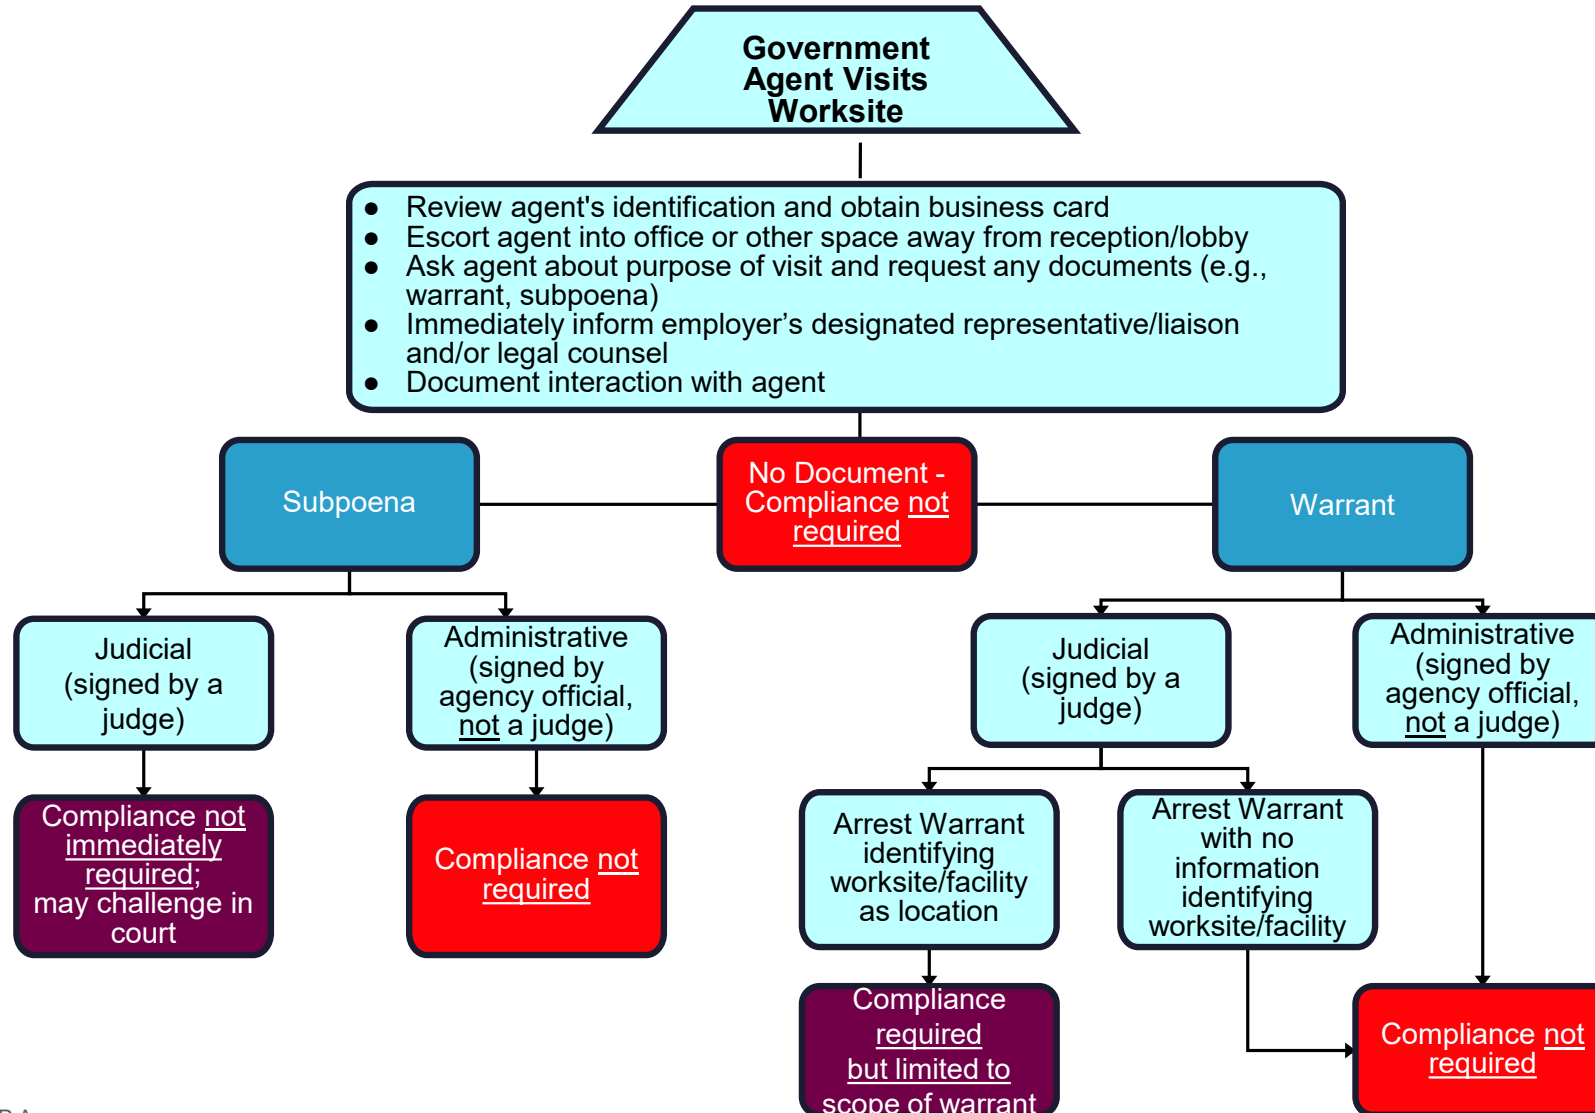 Government
Agent Visits
Worksite
● Review agent's identification and obtain business card
● Escort agent into office or other space away from reception/lobby
● Ask agent about purpose of visit and request any documents (e.g.,
warrant, subpoena)
● Immediately inform employer’s designated representative/liaison
and/or legal counsel
● Document interaction with agent
Subpoena
No Document -
Compliance not
required
Warrant
Judicial
(signed by a
judge)
Administrative
(signed by
agency official,
not a judge)
Judicial
(signed by a
judge)
Administrative
(signed by
agency official,
not a judge)
Compliance not
immediately
required;
may challenge in
court
Compliance not
required
Arrest Warrant
identifying
worksite/facility
as location
Arrest Warrant
with no
information
identifying
worksite/facility
Compliance
required
but limited to
scope of warrant
Compliance not
required